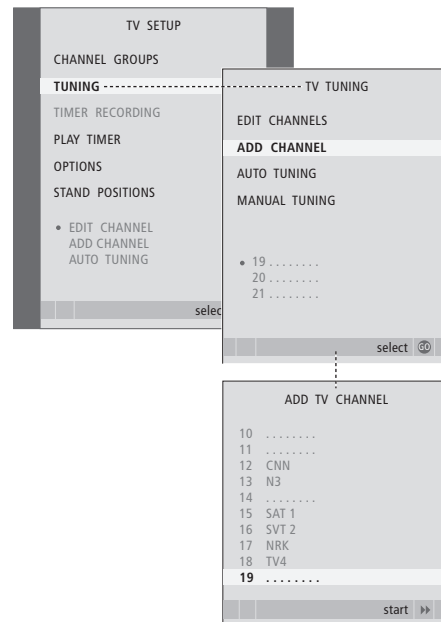 TV SETUP
CHANNEL GROUPS
TUNING
TIMER RECORDING
PLAY TIMER
OPTIONS
STAND POSITIONS
• EDIT CHANNEL
ADD CHANNEL
AUTO TUNING
selec
TV TUNING
EDIT CHANNELS
ADD CHANNEL
AUTO TUNING
MANUAL TUNING
• 19 ........
20 ........
21 ........
select GO
ADD TV CHANNEL
10 ........
11 ........
12 CNN
13 N3
14 ........
15 SAT 1
16 SVT 2
17 NRK
18 TV4
19 ........
start